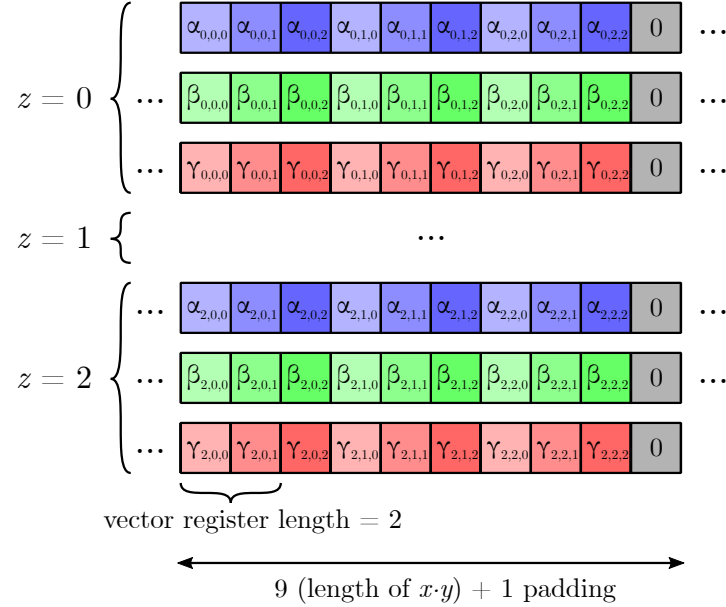 α0,0,0 α0,0,1 α0,0,2 α0,1,0 α0,1,1 α0,1,2 α0,2,0 α0,2,1 α0,2,2 0 ...
z = 0 ... β0,0,0 β0,0,1 β0,0,2 β0,1,0 β0,1,1 β0,1,2 β0,2,0 β0,2,1 β0,2,2 0 ...
... γ0,0,0 γ0,0,1 γ0,0,2 γ0,1,0 γ0,1,1 γ0,1,2 γ0,2,0 γ0,2,1 γ0,2,2 0 ...
z = 1 ...
... α2,0,0 α2,0,1 α2,0,2 α2,1,0 α2,1,1 α2,1,2 α2,2,0 α2,2,1 α2,2,2 0 ...
z = 2 ... β2,0,0 β2,0,1 β2,0,2 β2,1,0 β2,1,1 β2,1,2 β2,2,0 β2,2,1 β2,2,2 0 ...
... γ2,0,0 γ2,0,1 γ2,0,2 γ2,1,0 γ2,1,1 γ2,1,2 γ2,2,0 γ2,2,1 γ2,2,2 0
vector register length = 2
9 (length of x·y) + 1 padding